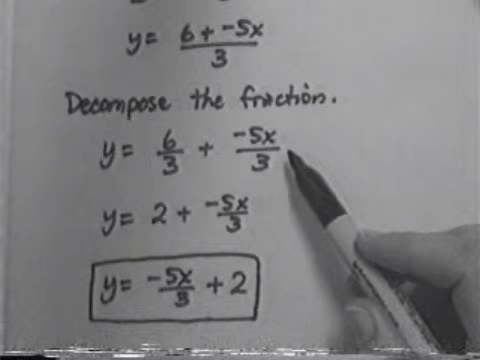 y = 6 + -5x / 3
Decompose the fraction.
y = 6/3 + -5x/3
y = 2 + -5x/3
y = -5x/3 + 2